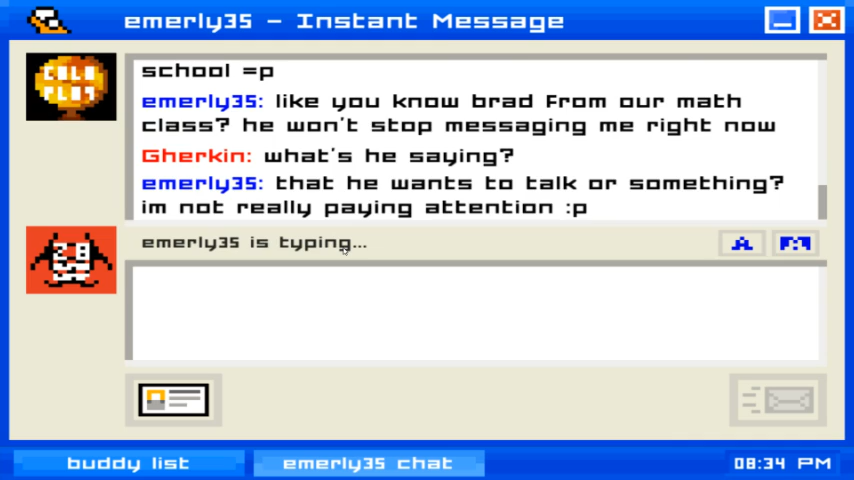 emerly35 - Instant Message
COLD
PLAY
school =p
emerly35: like you know brad from our math
class? he won't stop messaging me right now
Gherkin: what's he saying?
emerly35: that he wants to talk or something?
im not really paying attention :p
emerly35 is typing...
A
buddy list
emerly35 chat
08:34 PM